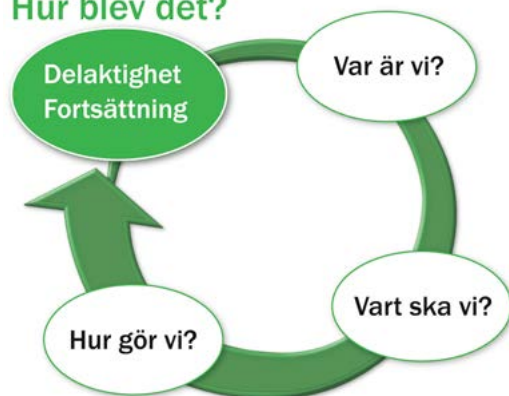 Hur blev det?
Delaktighet
Fortsättning
Var är vi?
Vart ska vi?
Hur gör vi?